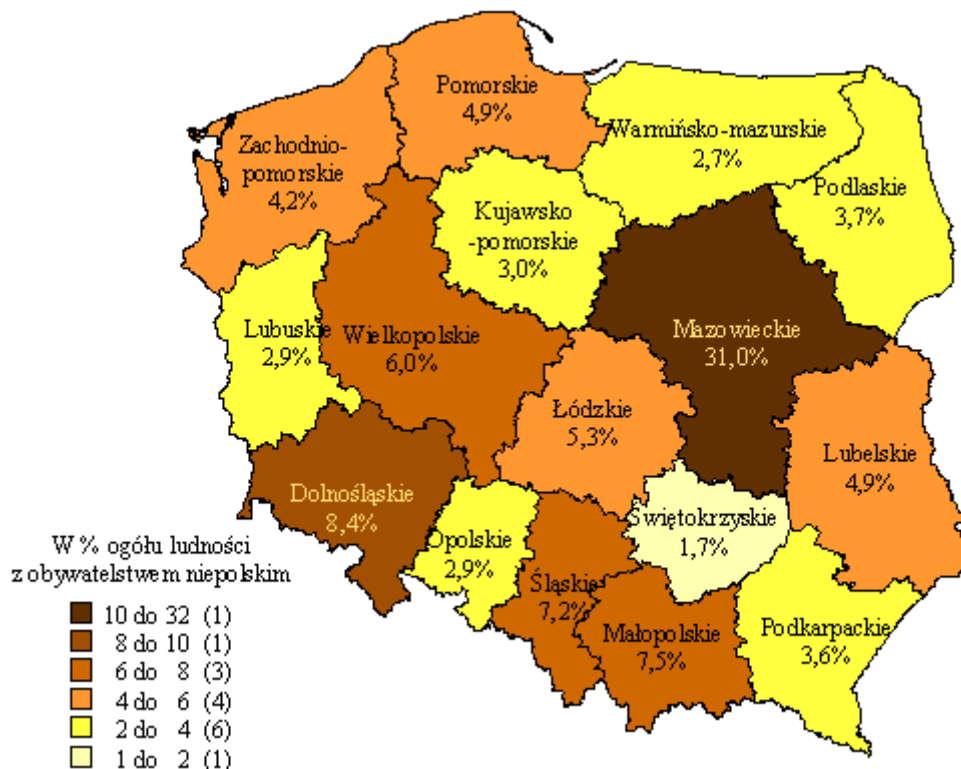 Pomorskie
4,9%
Zachodnio-
pomorskie
4,2%
Warmińsko-mazurskie
2,7%
Podlaskie
3,7%
Kujawsko
-pomorskie
3,0%
Lubuskie
2,9%
Wielkopolskie
6,0%
Mazowieckie
31,0%
Łódzkie
5,3%
Lubelskie
4,9%
Dolnośląskie
8,4%
Opolskie
2,9%
Śląskie
7,2%
Świętokrzyskie
1,7%
Małopolskie
7,5%
Podkarpackie
3,6%
W % ogółu ludności
z obywatelstwem niepolskim
10 do 32 (1)
8 do 10 (1)
6 do 8 (3)
4 do 6 (4)
2 do 4 (6)
1 do 2 (1)